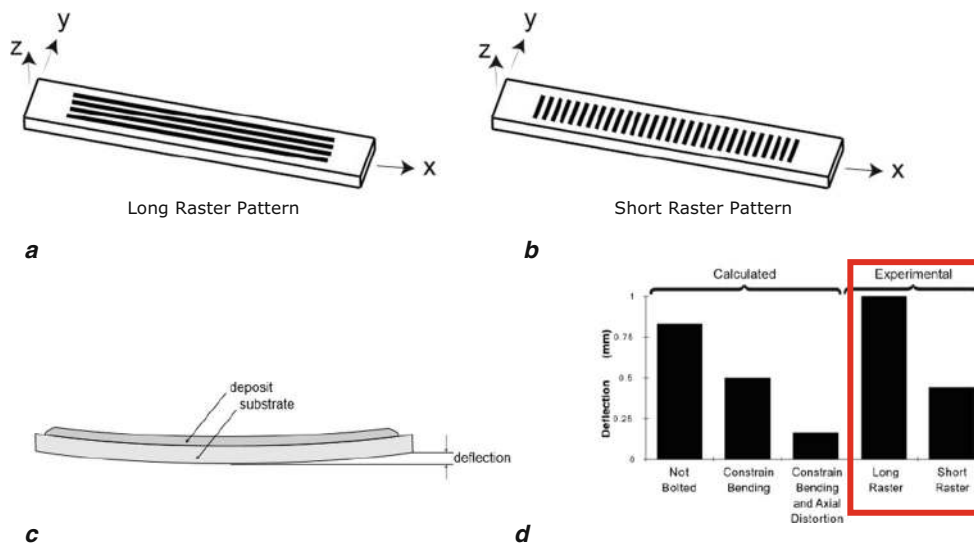 y
z
x
Long Raster Pattern
a
y
z
x
Short Raster Pattern
b
deposit
substrate
deflection
c
Calculated
Experimental
Deflection (mm)
1
0.75
0.5
0.25
0
Not
Bolted
Constrain
Bending
Constrain
Bending
and Axial
Distortion
Long
Raster
Short
Raster
d